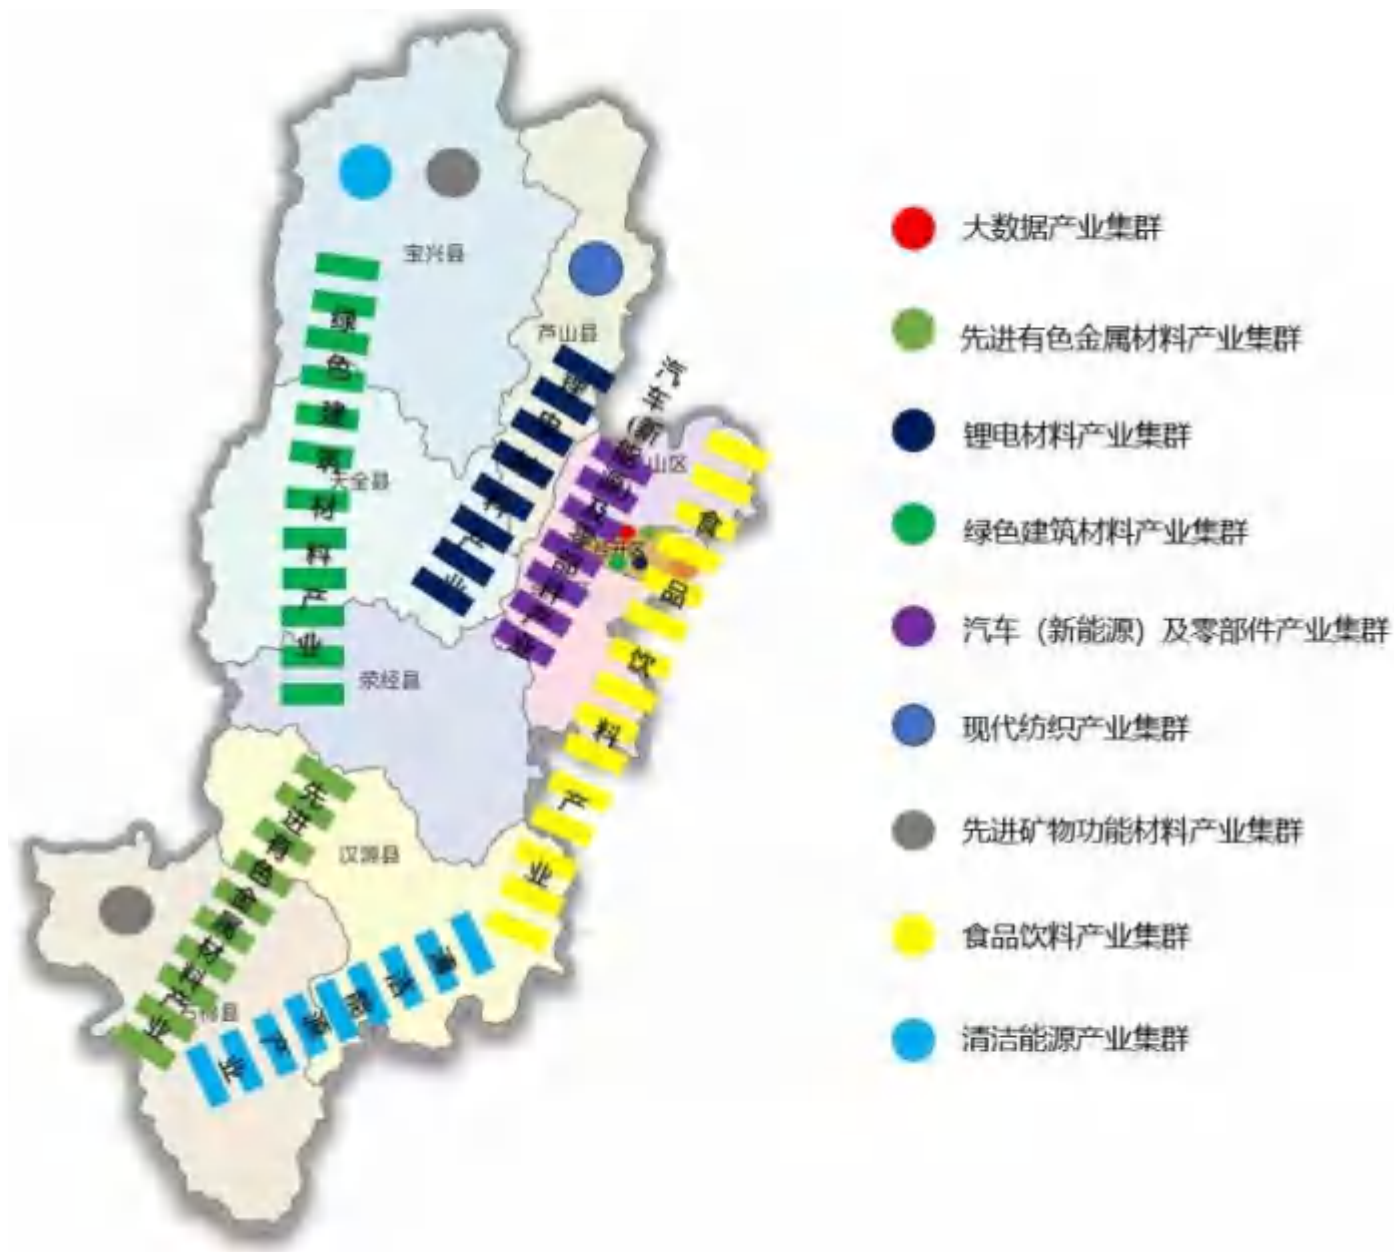 宝兴县
芦山县
天全县
山区
荥经县
汉源县
绿色建筑材料产业
锂电材料产业
汽车(新能源)及零部件产业
食品饮料产业
先进有色金属材料产业
清洁能源产业
大数据产业集群
先进有色金属材料产业集群
锂电材料产业集群
绿色建筑材料产业集群
汽车（新能源）及零部件产业集群
现代纺织产业集群
先进矿物功能材料产业集群
食品饮料产业集群
清洁能源产业集群